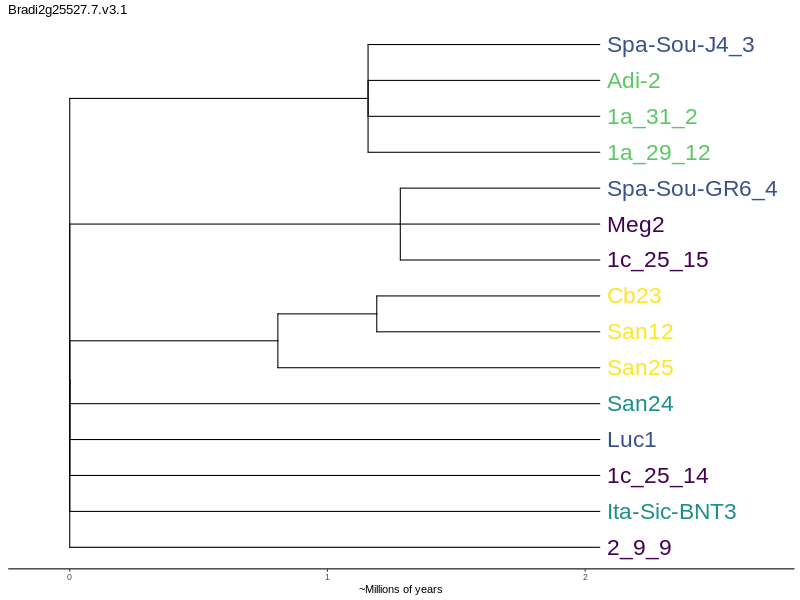 Bradi2g25527.7.v3.1
Spa-Sou-J4_3
Adi-2
1a_31_2
1a_29_12
Spa-Sou-GR6_4
Meg2
1c_25_15
Cb23
San12
San25
San24
Luc1
1c_25_14
Ita-Sic-BNT3
2_9_9
0 1 2
~Millions of years